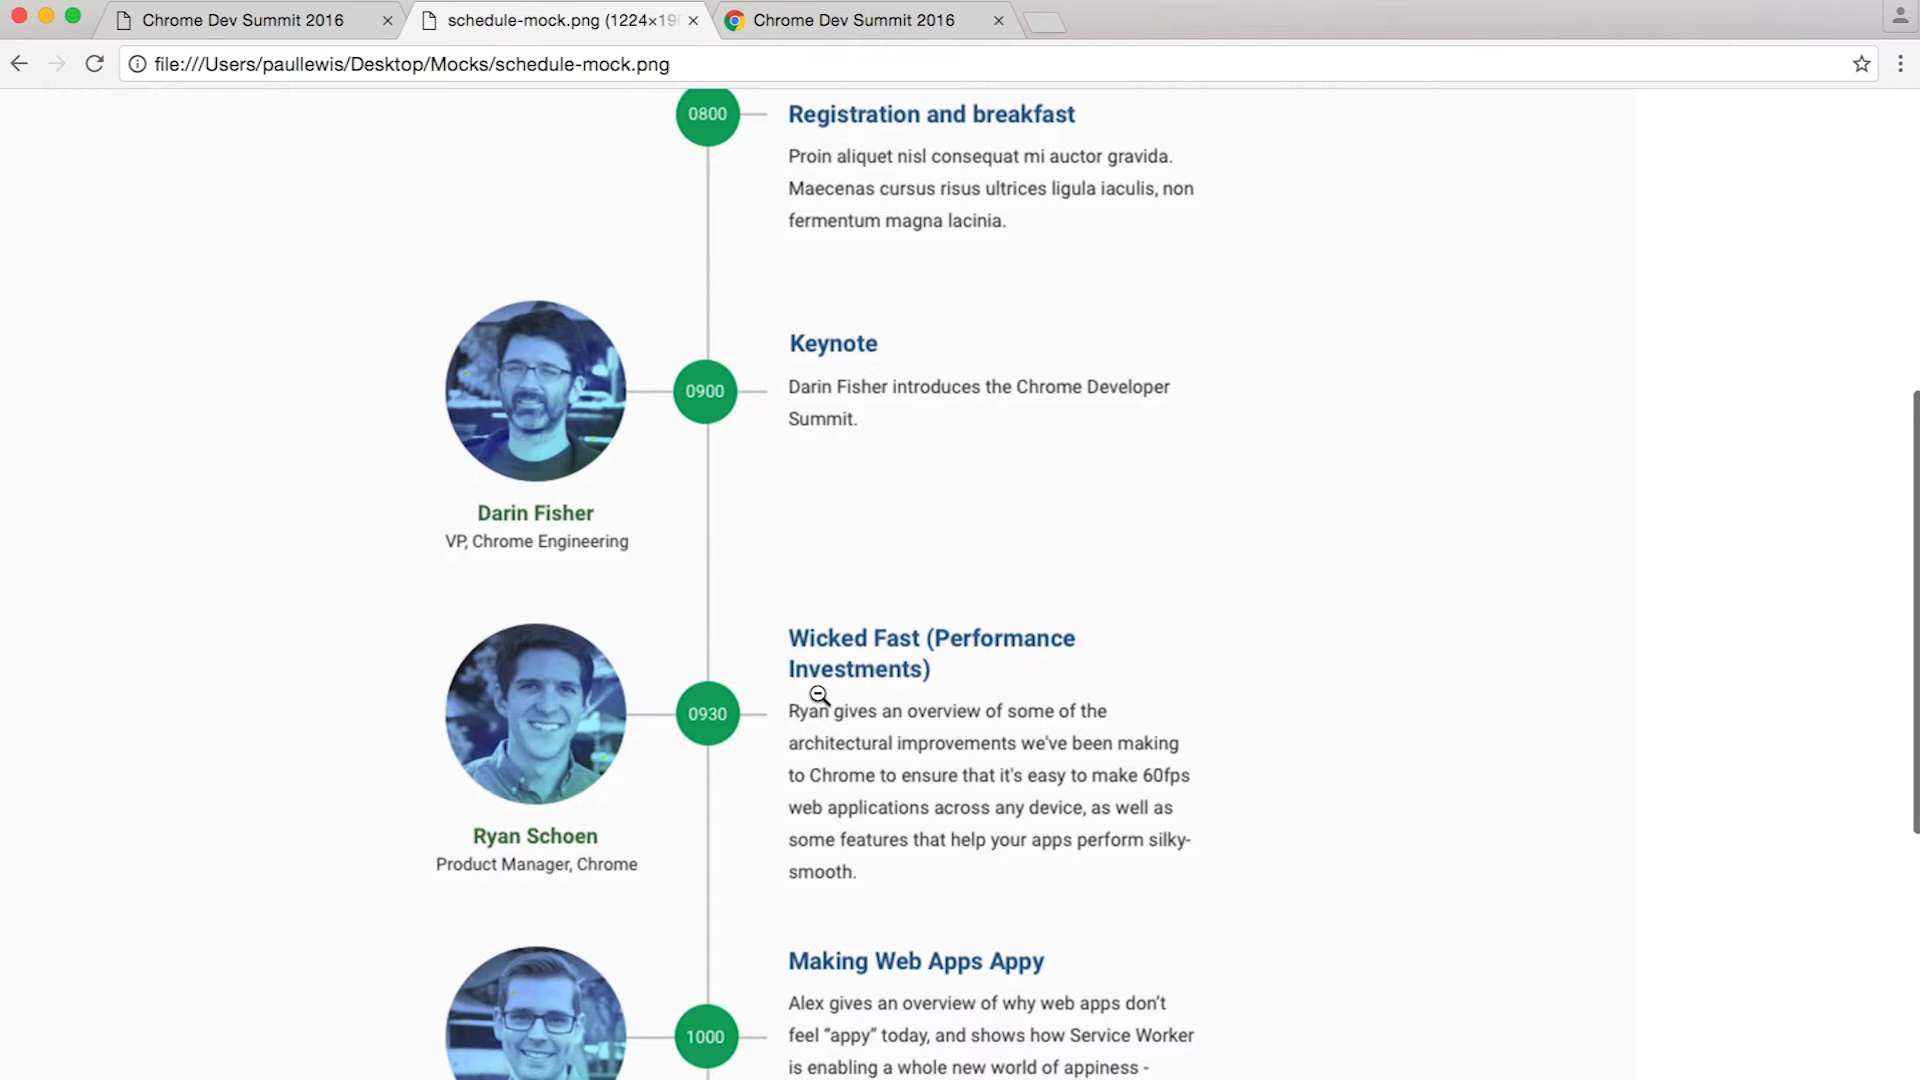 Chrome Dev Summit 2016
schedule-mock.png (1224×19
Chrome Dev Summit 2016
file:///Users/paullewis/Desktop/Mocks/schedule-mock.png
0800
Registration and breakfast
Proin aliquet nisl consequat mi auctor gravida.
Maecenas cursus risus ultrices ligula iaculis, non
fermentum magna lacinia.
0900
Keynote
Darin Fisher introduces the Chrome Developer
Summit.
Darin Fisher
VP, Chrome Engineering
0930
Wicked Fast (Performance
Investments)
Ryan gives an overview of some of the
architectural improvements we've been making
to Chrome to ensure that it's easy to make 60fps
web applications across any device, as well as
some features that help your apps perform silky-
smooth.
Ryan Schoen
Product Manager, Chrome
1000
Making Web Apps Appy
Alex gives an overview of why web apps don’t
feel “appy” today, and shows how Service Worker
is enabling a whole new world of appiness -